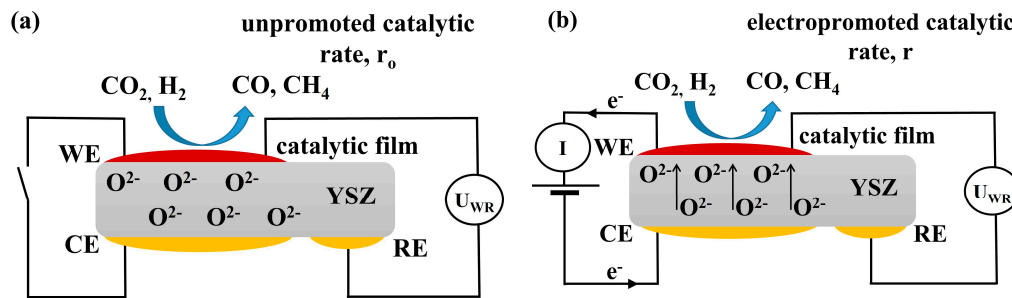 (a)
unpromoted catalytic
rate, rₒ
CO₂, H₂
CO, CH₄
WE
catalytic film
O²⁻ O²⁻ O²⁻
YSZ
O²⁻ O²⁻ O²⁻
U_WR
CE
RE
(b)
electropromoted catalytic
rate, r
CO₂, H₂
CO, CH₄
e⁻
I
WE
catalytic film
O²⁻ O²⁻ O²⁻
YSZ
O²⁻ O²⁻ O²⁻
U_WR
CE
RE
e⁻